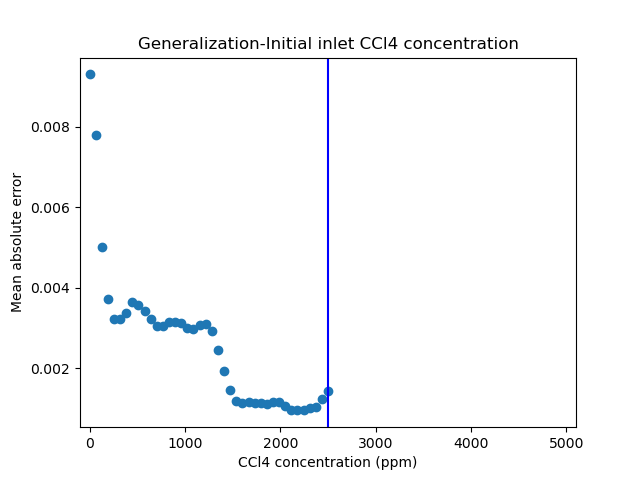 Generalization-Initial inlet CCl4 concentration
Mean absolute error
0.008
0.006
0.004
0.002
0 1000 2000 3000 4000 5000
CCl4 concentration (ppm)